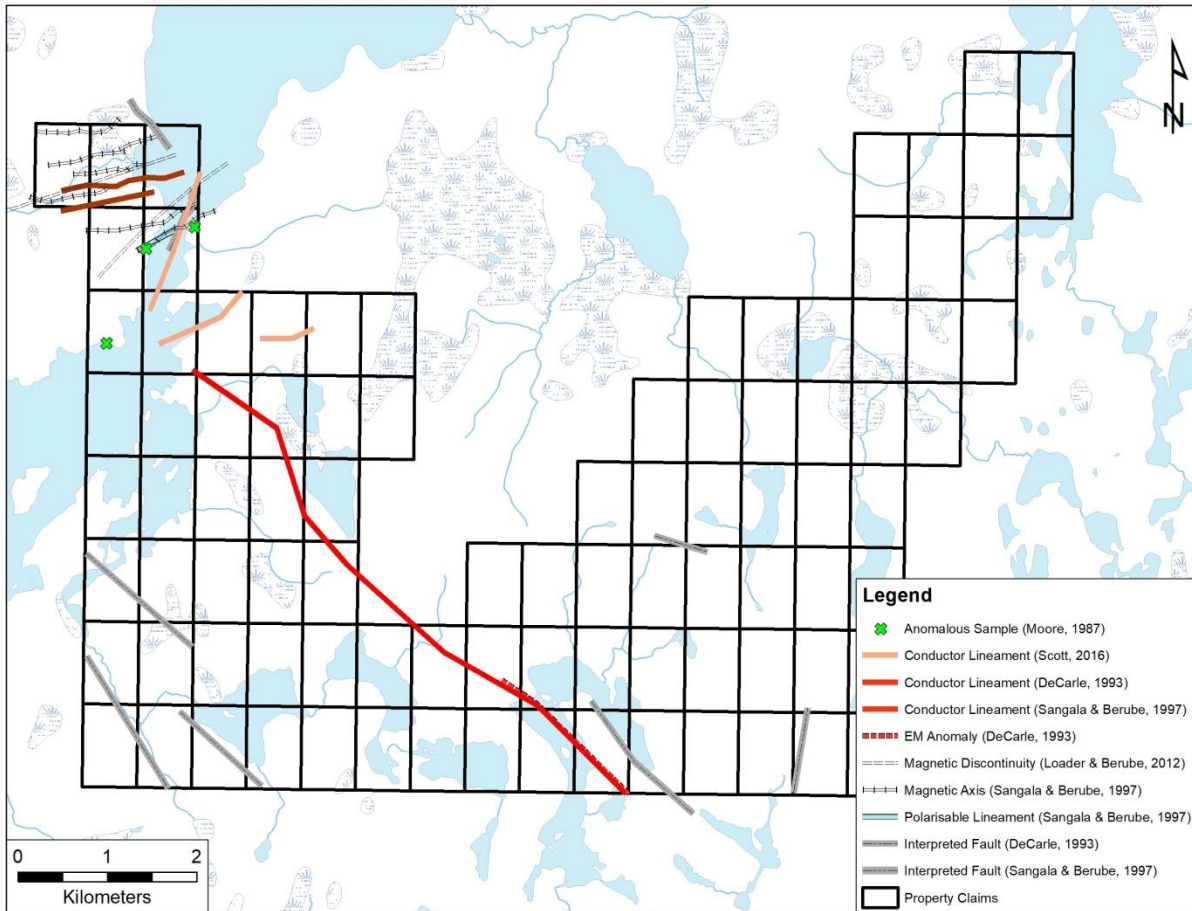 N
Legend
Anomalous Sample (Moore, 1987)
Conductor Lineament (Scott, 2016)
Conductor Lineament (DeCarle, 1993)
Conductor Lineament (Sangala & Berube, 1997)
EM Anomaly (DeCarle, 1993)
Magnetic Discontinuity (Loader & Berube, 2012)
Magnetic Axis (Sangala & Berube, 1997)
Polarisable Lineament (Sangala & Berube, 1997)
Interpreted Fault (DeCarle, 1993)
Interpreted Fault (Sangala & Berube, 1997)
Property Claims
0 1 2
Kilometers